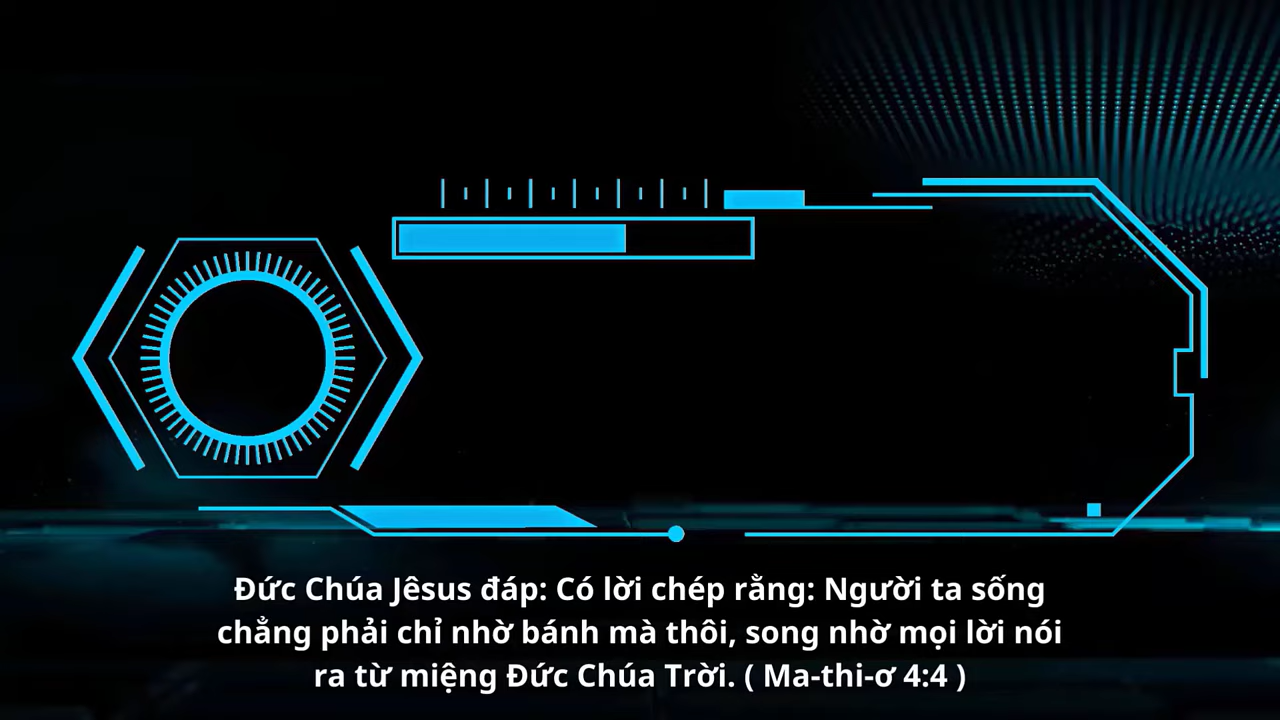 Đức Chúa Jêsus đáp: Có lời chép rằng: Người ta sống
chẳng phải chỉ nhờ bánh mà thôi, song nhờ mọi lời nói
ra từ miệng Đức Chúa Trời. ( Ma-thi-ơ 4:4 )